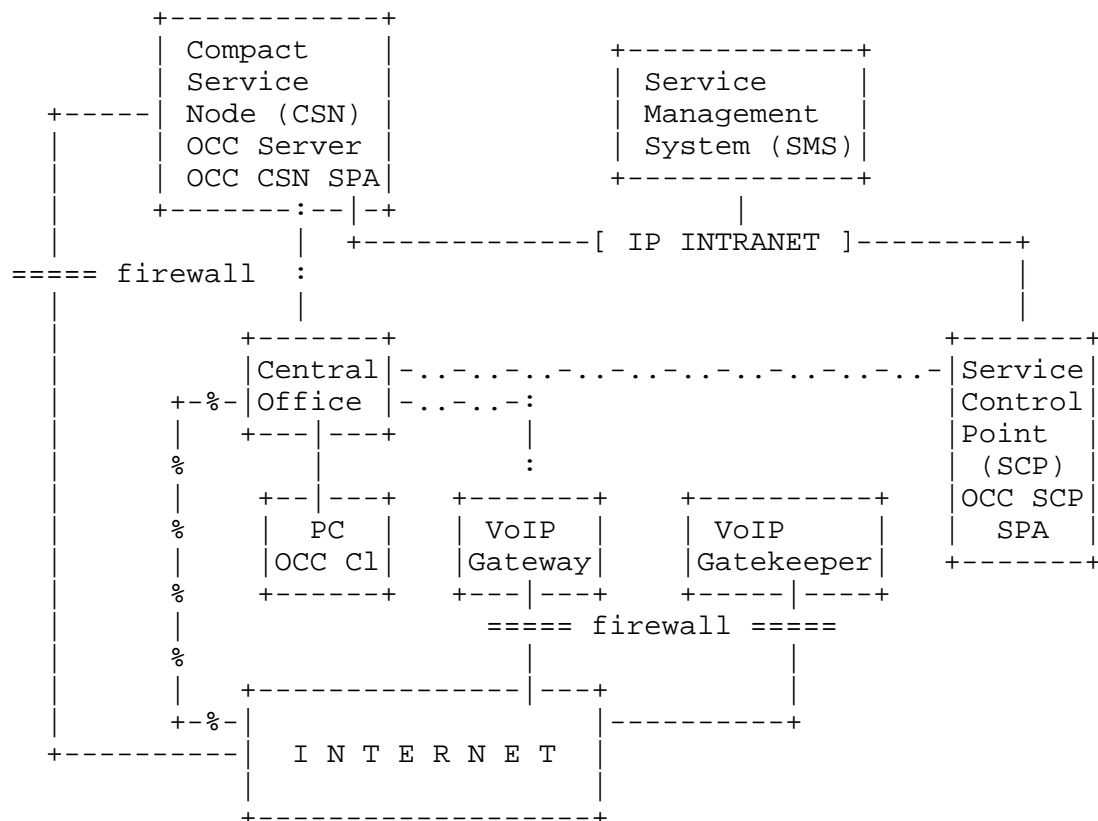 Compact
Service
Node (CSN)
OCC Server
OCC CSN SPA
Service
Management
System (SMS)
[ IP INTRANET ]
===== firewall
Central
Office
Service
Control
Point
(SCP)
OCC SCP
SPA
PC
OCC Cl
VoIP
Gateway
VoIP
Gatekeeper
===== firewall =====
I N T E R N E T